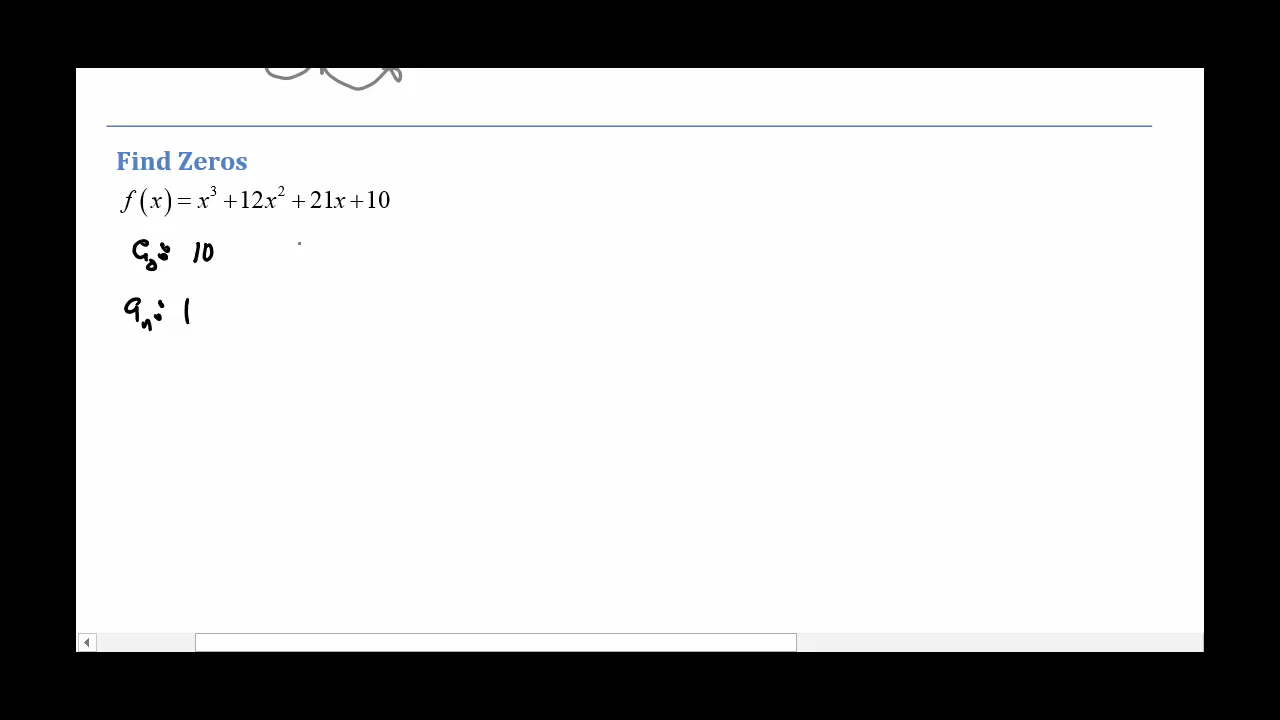 Find Zeros
f(x) = x³ + 12x² + 21x + 10
a₀: 10
aₙ: 1